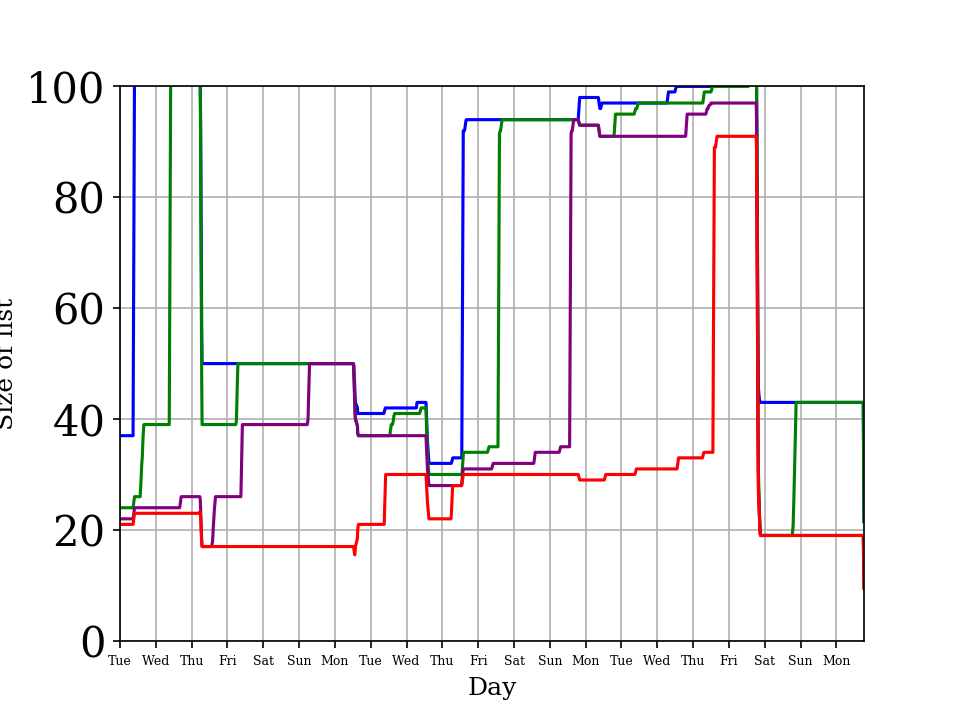 100
80
60
40
20
0
Size of list
Tue Wed Thu Fri Sat Sun Mon Tue Wed Thu Fri Sat Sun Mon Tue Wed Thu Fri Sat Sun Mon
Day